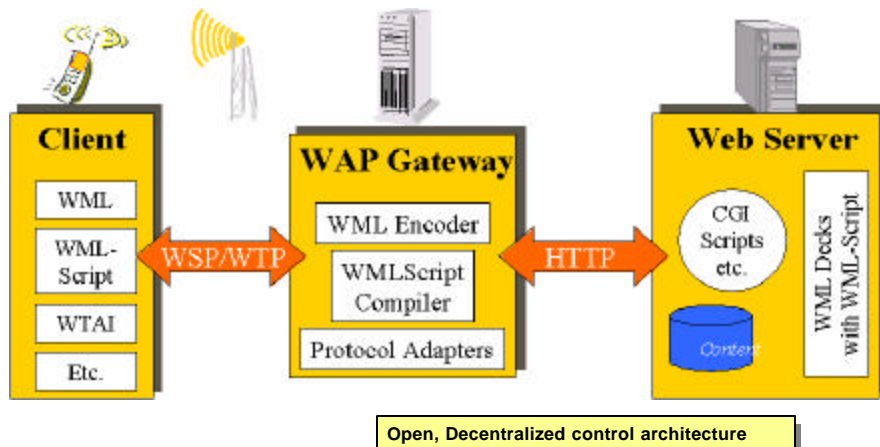 Client
WML
WML-
Script
WTAI
Etc.
WSP/WTP
WAP Gateway
WML Encoder
WMLScript
Compiler
Protocol Adapters
HTTP
Web Server
CGI
Scripts
etc.
Content
WML Decks
with WML-Script
Open, Decentralized control architecture